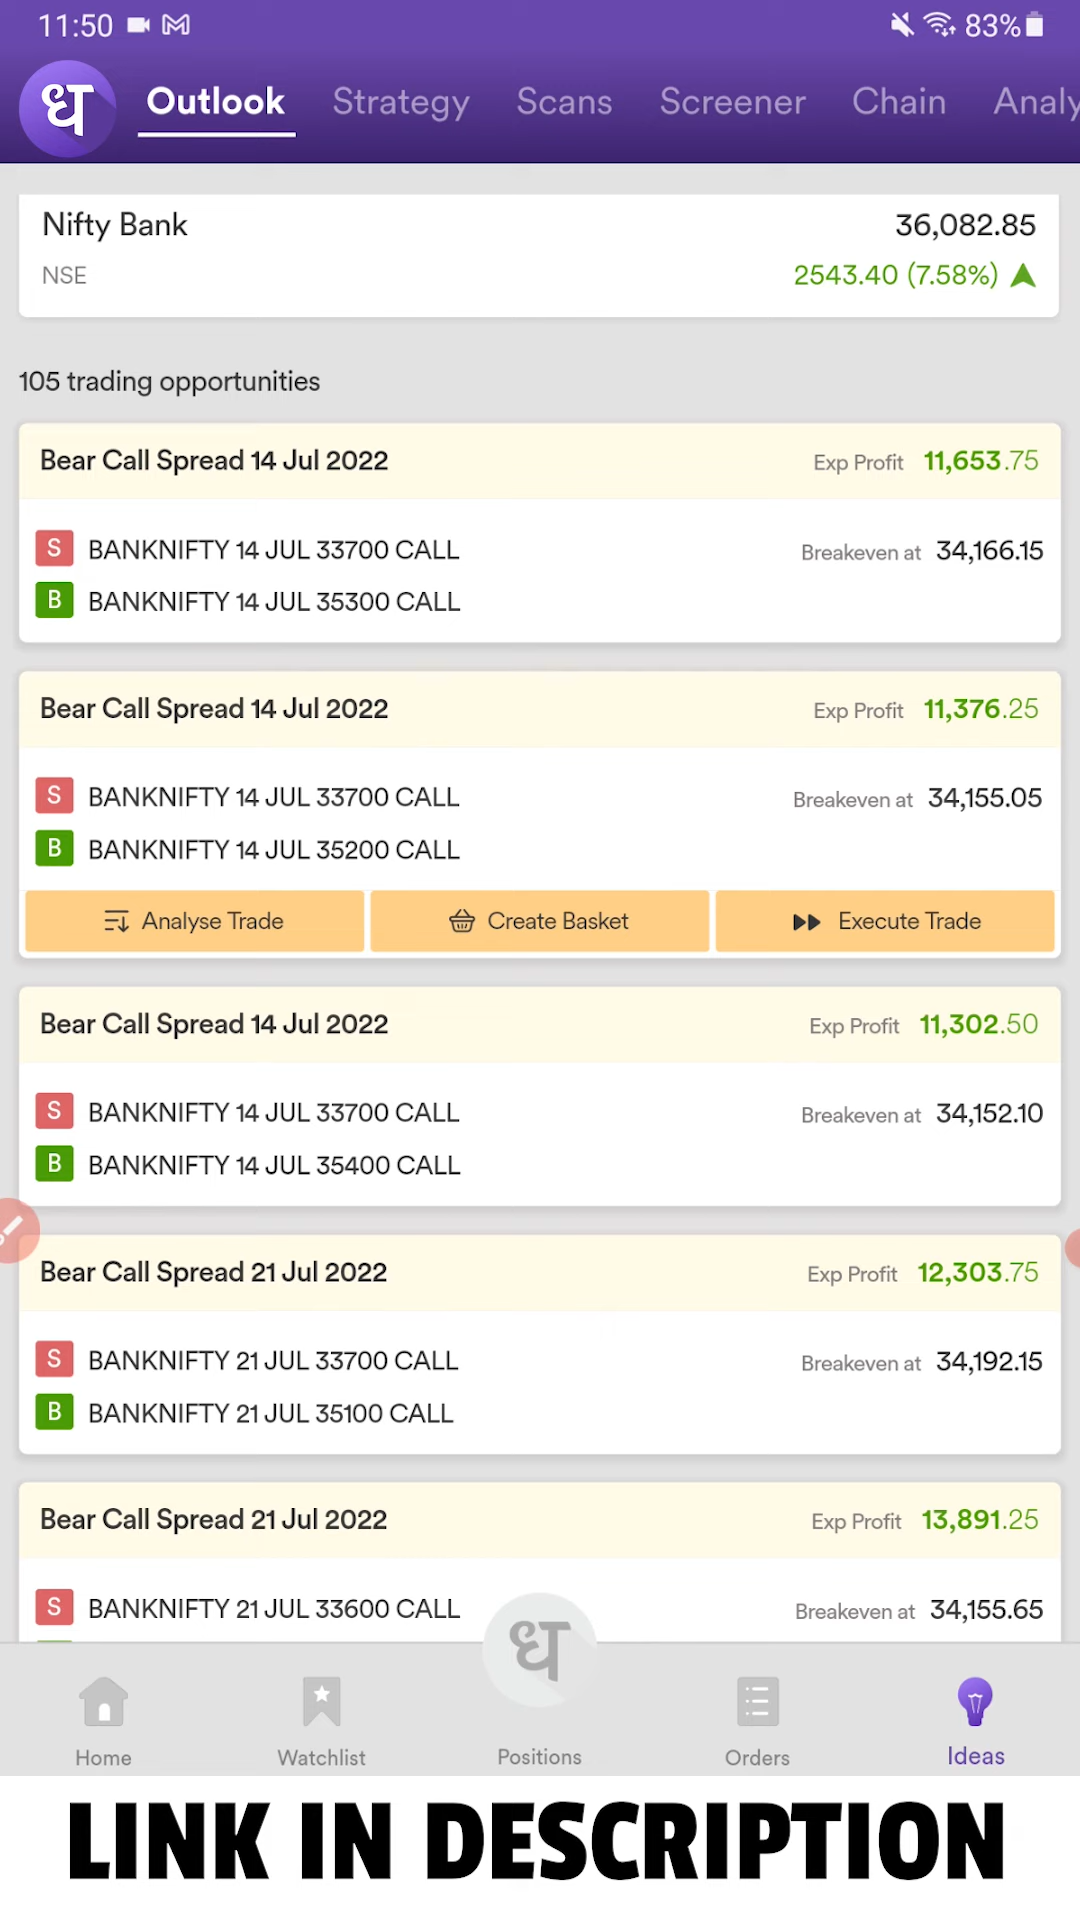 11:50 83%
ध Outlook Strategy Scans Screener Chain Analy
Nifty Bank 36,082.85
NSE 2543.40 (7.58%)
105 trading opportunities
Bear Call Spread 14 Jul 2022 Exp Profit 11,653.75
S BANKNIFTY 14 JUL 33700 CALL Breakeven at 34,166.15
B BANKNIFTY 14 JUL 35300 CALL
Bear Call Spread 14 Jul 2022 Exp Profit 11,376.25
S BANKNIFTY 14 JUL 33700 CALL Breakeven at 34,155.05
B BANKNIFTY 14 JUL 35200 CALL
Analyse Trade Create Basket Execute Trade
Bear Call Spread 14 Jul 2022 Exp Profit 11,302.50
S BANKNIFTY 14 JUL 33700 CALL Breakeven at 34,152.10
B BANKNIFTY 14 JUL 35400 CALL
Bear Call Spread 21 Jul 2022 Exp Profit 12,303.75
S BANKNIFTY 21 JUL 33700 CALL Breakeven at 34,192.15
B BANKNIFTY 21 JUL 35100 CALL
Bear Call Spread 21 Jul 2022 Exp Profit 13,891.25
S BANKNIFTY 21 JUL 33600 CALL Breakeven at 34,155.65
ध
Home Watchlist Positions Orders Ideas
LINK IN DESCRIPTION